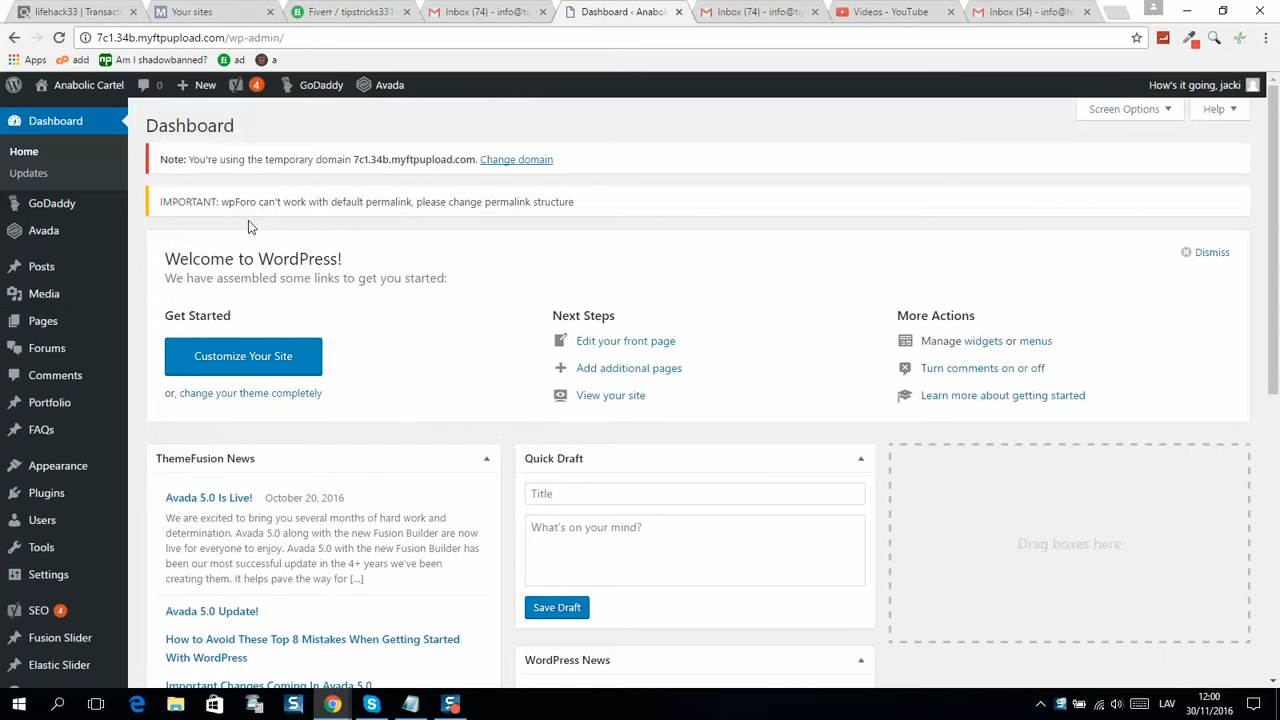 lifehack33 | Transact
Your sites
Fiverr / tipstricks331
Inbox (74) - info@ti
Dashboard ‹ Anabol
Inbox (74) - info@ti
Videos - YouTube
Inbox (54) - info@h
7c1.34b.myftpupload.com/wp-admin/
Apps
add
Am I shadowbanned?
ad
a
Anabolic Cartel
0
New
4
GoDaddy
Avada
How's it going, jacki
Dashboard
Home
Updates
GoDaddy
Avada
Posts
Media
Pages
Forums
Comments
Portfolio
FAQs
Appearance
Plugins
Users
Tools
Settings
SEO 4
Fusion Slider
Elastic Slider
Screen Options
Help
Dashboard
Note: You're using the temporary domain 7c1.34b.myftpupload.com. Change domain
IMPORTANT: wpForo can't work with default permalink, please change permalink structure
Welcome to WordPress!
We have assembled some links to get you started:
Dismiss
Get Started
Customize Your Site
or, change your theme completely
Next Steps
Edit your front page
Add additional pages
View your site
More Actions
Manage widgets or menus
Turn comments on or off
Learn more about getting started
ThemeFusion News
Avada 5.0 Is Live! October 20, 2016
We are excited to bring you several months of hard work and
determination. Avada 5.0 along with the new Fusion Builder are now
live for everyone to enjoy. Avada 5.0 with the new Fusion Builder has
been our most successful update in the 4+ years we've been
creating them. It helps pave the way for [...]
Avada 5.0 Update!
How to Avoid These Top 8 Mistakes When Getting Started
With WordPress
Important Changes Coming In Avada 5.0
Quick Draft
Title
What's on your mind?
Save Draft
WordPress News
Drag boxes here
LAV
12:00
30/11/2016